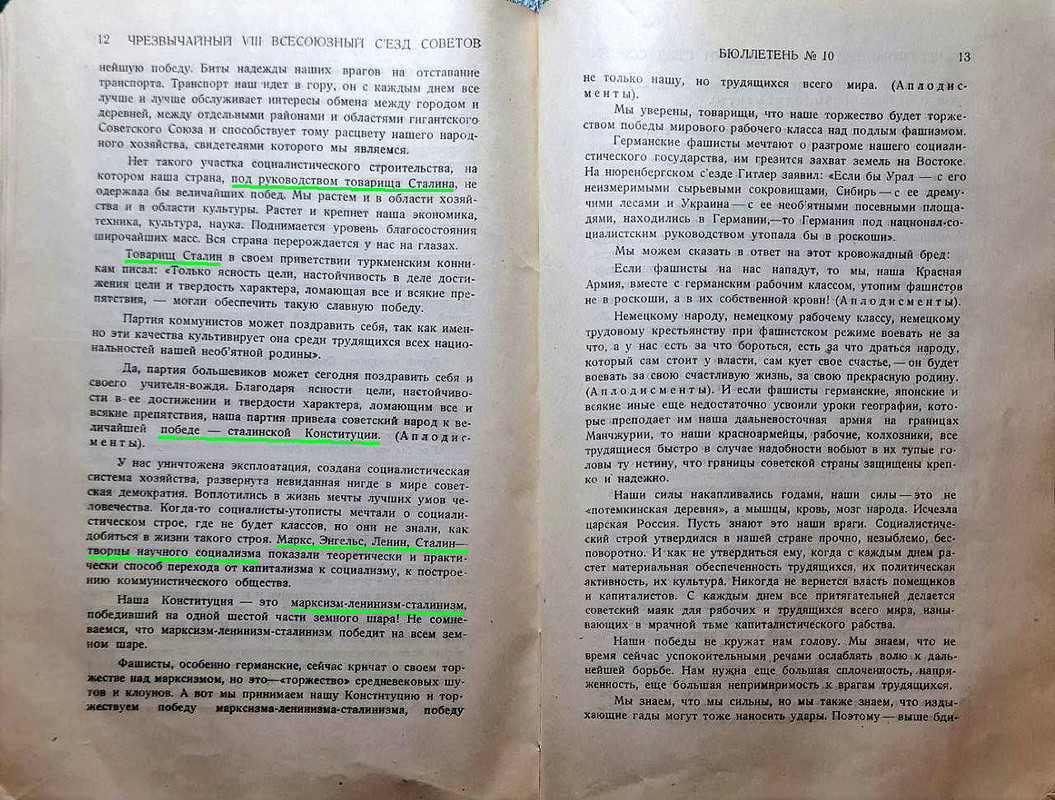 12 ЧРЕЗВЫЧАЙНЫЙ VIII ВСЕСОЮЗНЫЙ С'ЕЗД СОВЕТОВ
нейшую победу. Биты надежды наших врагов на отставание
транспорта. Транспорт наш идет в гору, он с каждым днем все
лучше и лучше обслуживает интересы обмена между городом и
деревней, между отдельными районами и областями гигантского
Советского Союза и способствует тому расцвету нашего народ-
ного хозяйства, свидетелями которого мы являемся.
Нет такого участка социалистического строительства, на
котором наша страна, под руководством товарища Сталина, не
одержала бы величайших побед. Мы растем и в области хозяй-
ства и в области культуры. Растет и крепнет наша экономика,
техника, культура, наука. Поднимается уровень благосостояния
широчайших масс. Вся страна перерождается у нас на глазах.
Товарищ Сталин в своем приветствии туркменским конни-
кам писал: «Только ясность цели, настойчивость в деле дости-
жения цели и твердость характера, ломающая все и всякие пре-
пятствия, — могли обеспечить такую славную победу.
Партия коммунистов может поздравить себя, так как имен-
но эти качества культивирует она среди трудящихся всех нацио-
нальностей нашей необ'ятной родины».
Да, партия большевиков может сегодня поздравить себя и
своего учителя-вождя. Благодаря ясности цели, настойчиво-
сти в ее достижении и твердости характера, ломающим все и
всякие препятствия, наша партия привела советский народ к ве-
личайшей победе — сталинской Конституции. (Аплодис-
менты).
У нас уничтожена эксплоатация, создана социалистическая
система хозяйства, развернута невиданная нигде в мире совет-
ская демократия. Воплотились в жизнь мечты лучших умов че-
ловечества. Когда-то социалисты-утописты мечтали о социали-
стическом строе, где не будет классов, но они не знали, как
добиться в жизни такого строя. Маркс, Энгельс, Ленин, Сталин—
творцы научного социализма показали теоретически и практи-
чески способ перехода от капитализма к социализму, к построе-
нию коммунистического общества.
Наша Конституция — это марксизм-ленинизм-сталинизм,
победивший на одной шестой части земного шара! Не сомне-
ваемся, что марксизм-ленинизм-сталинизм победит на всем зем-
ном шаре.
Фашисты, особенно германские, сейчас кричат о своем тор-
жестве над марксизмом, но это—«торжество» средневековых шу-
тов и клоунов. А вот мы принимаем нашу Конституцию и тор-
жествуем победу марксизма-ленинизма-сталинизма, победу
БЮЛЛЕТЕНЬ № 10 13
не только нашу, но трудящихся всего мира. (Аплодис-
менты).
Мы уверены, товарищи, что наше торжество будет торже-
ством победы мирового рабочего класса над подлым фашизмом.
Германские фашисты мечтают о разгроме нашего социали-
стического государства, им грезится захват земель на Востоке.
На нюренбергском с'езде Гитлер заявил: «Если бы Урал — с его
неизмеримыми сырьевыми сокровищами, Сибирь — с ее дрему-
чими лесами и Украина — с ее необ'ятными посевными площа-
дями, находились в Германии,—то Германия под национал-со-
циалистским руководством утопала бы в роскоши».
Мы можем сказать в ответ на этот кровожадный бред:
Если фашисты на нас нападут, то мы, наша Красная
Армия, вместе с германским рабочим классом, утопим фашистов
не в роскоши, а в их собственной крови! (Аплодисменты).
Немецкому народу, немецкому рабочему классу, немецкому
трудовому крестьянству при фашистском режиме воевать не за
что, а у нас есть за что бороться, есть за что драться народу,
который сам стоит у власти, сам кует свое счастье, — он будет
воевать за свою счастливую жизнь, за свою прекрасную родину.
(Аплодисменты). И если фашисты германские, японские и
всякие иные еще недостаточно усвоили уроки географии, кото-
рые преподает им наша дальневосточная армия на границах
Манчжурии, то наши красноармейцы, рабочие, колхозники, все
трудящиеся быстро в случае надобности вобьют в их тупые го-
ловы ту истину, что границы советской страны защищены креп-
ко и надежно.
Наши силы накапливались годами, наши силы — это не
«потемкинская деревня», а мышцы, кровь, мозг народа. Исчезла
царская Россия. Пусть знают это наши враги. Социалистиче-
ский строй утвердился в нашей стране прочно, незыблемо, бес-
поворотно. И как не утвердиться ему, когда с каждым днем ра-
стет материальная обеспеченность трудящихся, их политическая
активность, их культура. Никогда не вернется власть помещиков
и капиталистов. С каждым днем все притягательней делается
советский маяк для рабочих и трудящихся всего мира, изны-
вающих в мрачной тьме капиталистического рабства.
Наши победы не кружат нам голову. Мы знаем, что не
время сейчас успокоительными речами ослаблять волю к даль-
нейшей борьбе. Нам нужна еще большая сплоченность, напря-
женность, еще большая непримиримость к врагам трудящихся.
Мы знаем, что мы сильны, но мы также знаем, что изды-
хающие гады могут тоже наносить удары. Поэтому — выше бди-